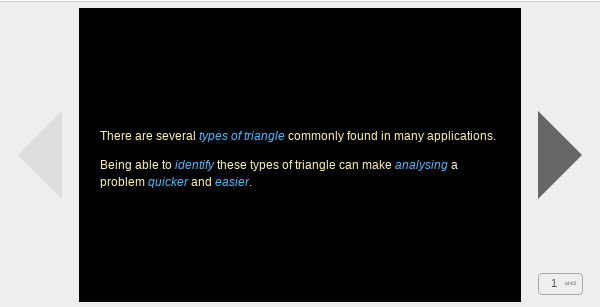 There are several types of triangle commonly found in many applications.
Being able to identify these types of triangle can make analysing a
problem quicker and easier.
1 of 43